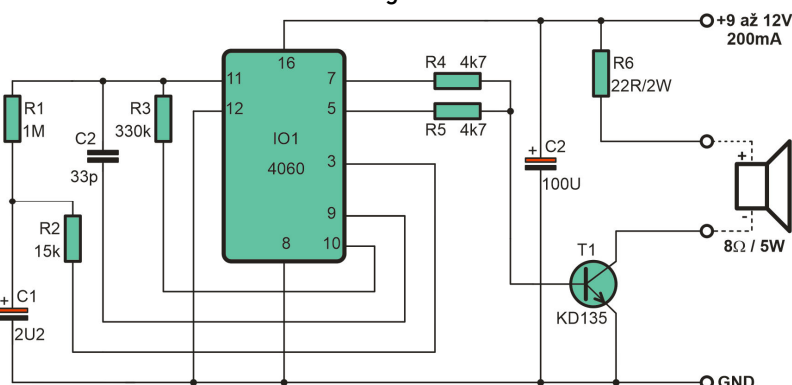 +9 až 12V
200mA
16
R4 4k7
R6
22R/2W
11
7
R1
1M
R3
330k
12
5
R5 4k7
C2
33p
IO1
4060
3
+ C2
100U
+
-
8Ω / 5W
R2
15k
9
8
10
T1
KD135
+ C1
2U2
GND